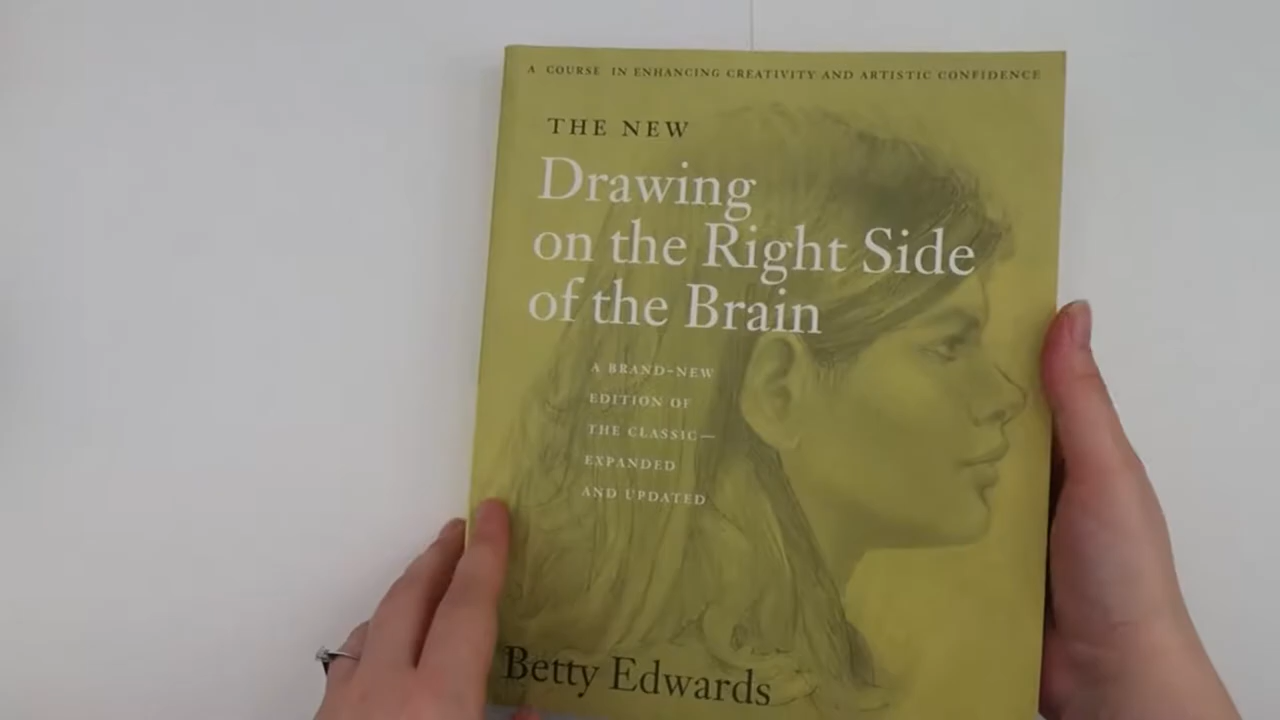 A COURSE IN ENHANCING CREATIVITY AND ARTISTIC CONFIDENCE
THE NEW
Drawing
on the Right Side
of the Brain
A BRAND-NEW
EDITION OF
THE CLASSIC—
EXPANDED
AND UPDATED
Betty Edwards